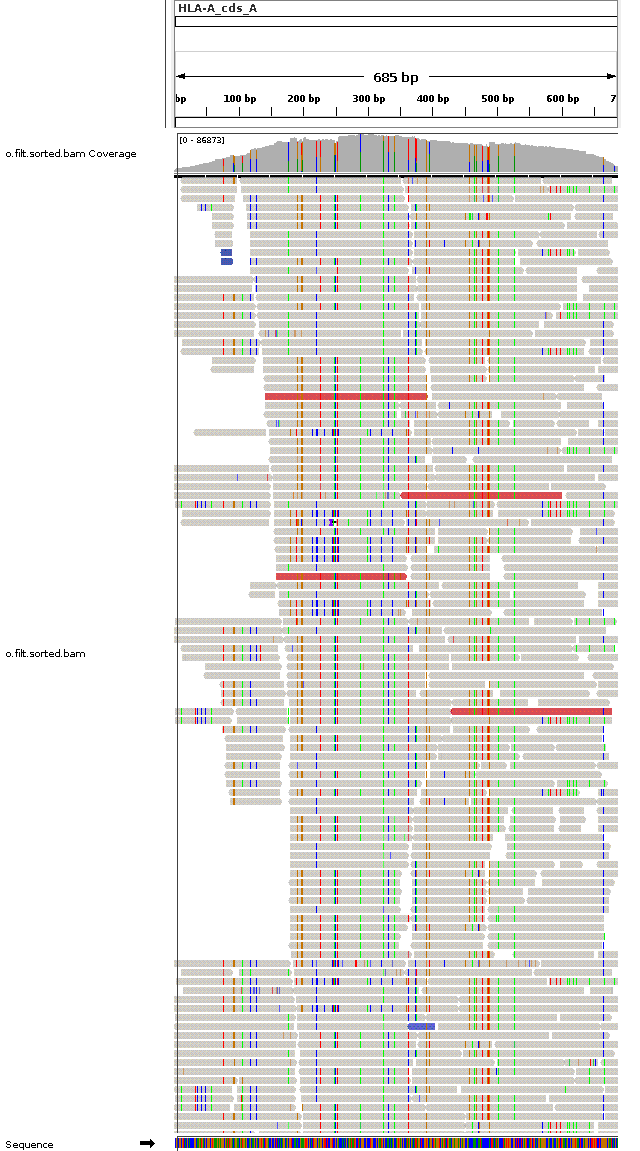 HLA-A_cds_A
685 bp
bp 100 bp 200 bp 300 bp 400 bp 500 bp 600 bp 7
[0 - 86873]
o.filt.sorted.bam Coverage
o.filt.sorted.bam
Sequence